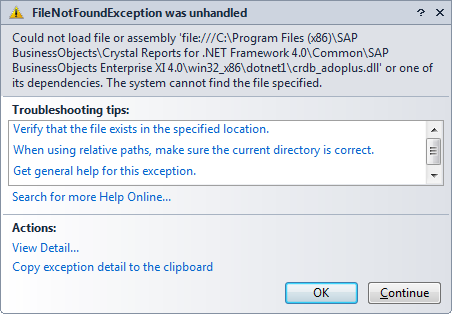 FileNotFoundException was unhandled
? ×
Could not load file or assembly 'file:///C:\Program Files (x86)\SAP
BusinessObjects\Crystal Reports for .NET Framework 4.0\Common\SAP
BusinessObjects Enterprise XI 4.0\win32_x86\dotnet1\crdb_adoplus.dll' or one of
its dependencies. The system cannot find the file specified.
Troubleshooting tips:
Verify that the file exists in the specified location.
When using relative paths, make sure the current directory is correct.
Get general help for this exception.
Search for more Help Online...
Actions:
View Detail...
Copy exception detail to the clipboard
OK
Continue